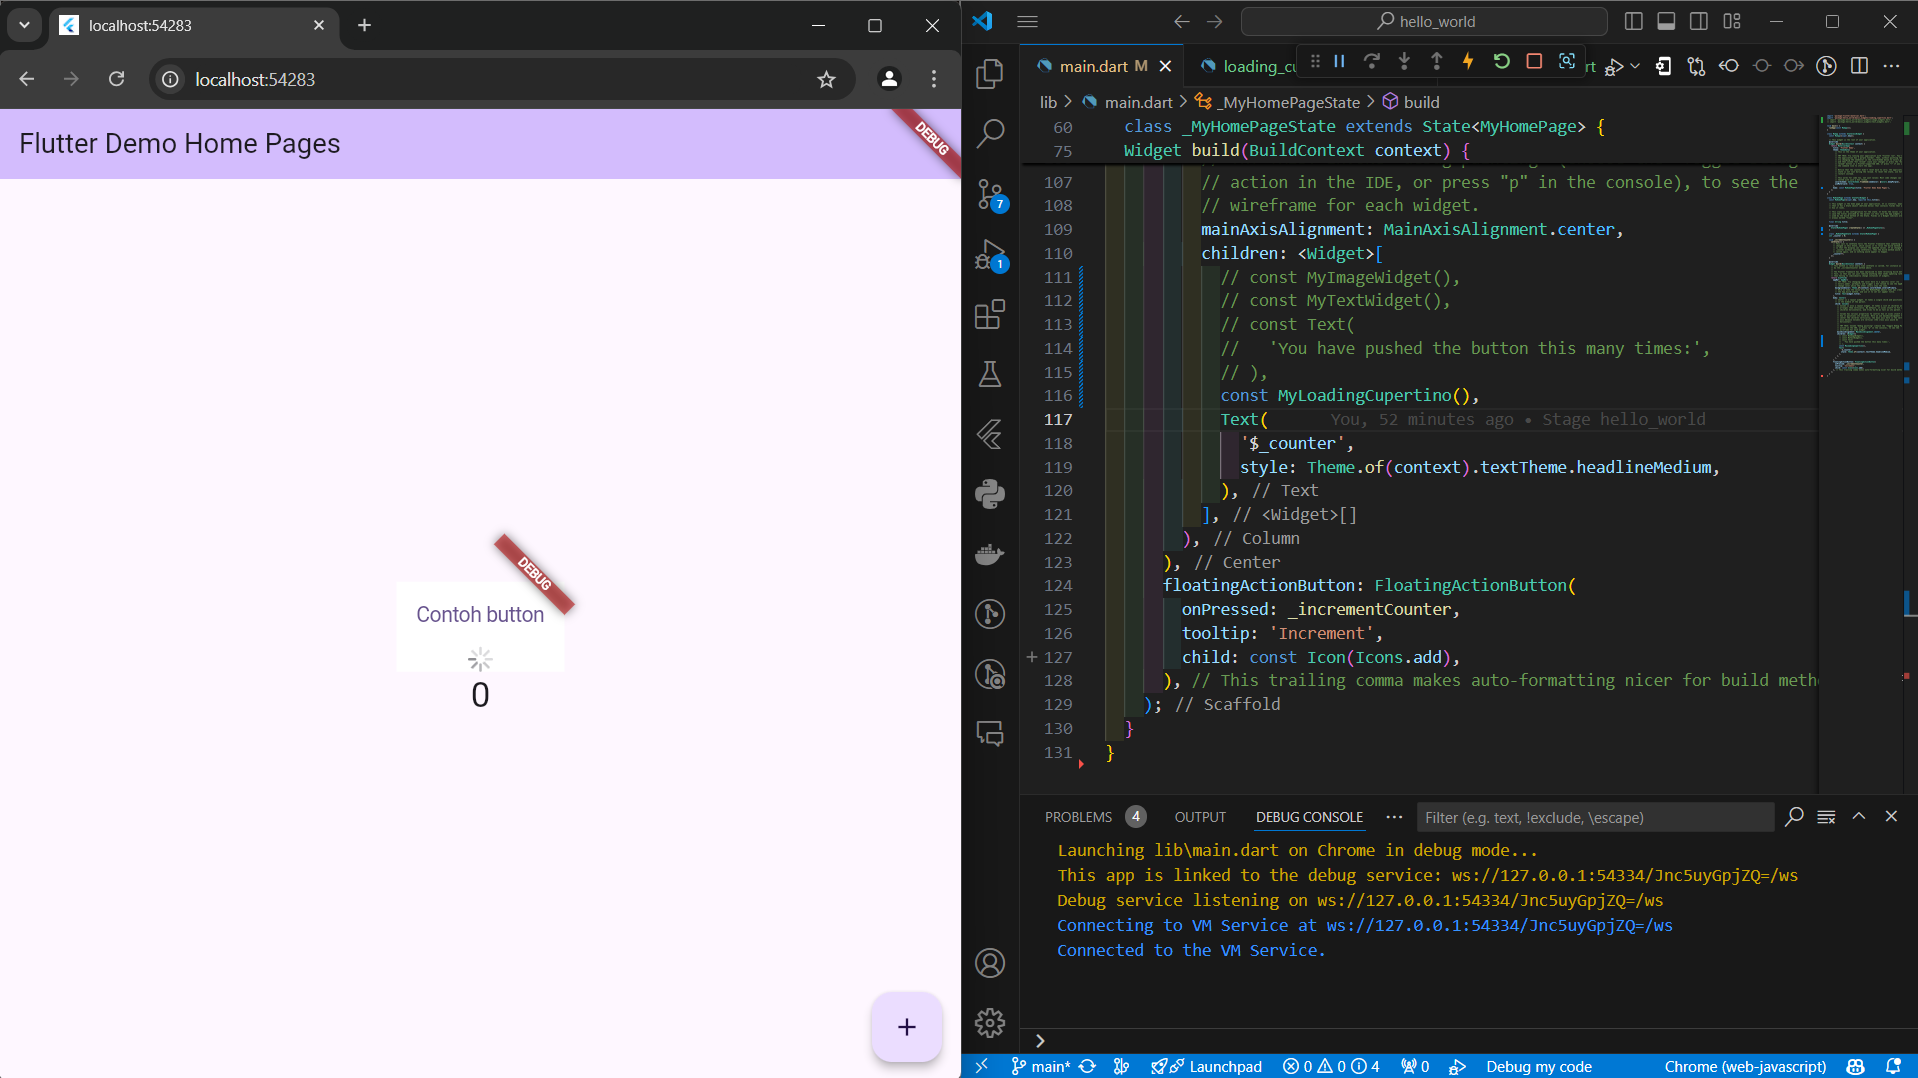 localhost:54283
localhost:54283
Flutter Demo Home Pages
DEBUG
DEBUG
Contoh button
0
hello_world
main.dart M
loading_cu
rt
lib > main.dart > _MyHomePageState > build
60 class _MyHomePageState extends State<MyHomePage> {
75 Widget build(BuildContext context) {
107 // action in the IDE, or press "p" in the console), to see the
108 // wireframe for each widget.
109 mainAxisAlignment: MainAxisAlignment.center,
110 children: <Widget>[
111 // const MyImageWidget(),
112 // const MyTextWidget(),
113 // const Text(
114 //   'You have pushed the button this many times:',
115 // ),
116 const MyLoadingCupertino(),
117 Text( You, 52 minutes ago • Stage hello_world
118 '$_counter',
119 style: Theme.of(context).textTheme.headlineMedium,
120 ), // Text
121 ], // <Widget>[]
122 ), // Column
123 ), // Center
124 floatingActionButton: FloatingActionButton(
125 onPressed: _incrementCounter,
126 tooltip: 'Increment',
127 child: const Icon(Icons.add),
128 ), // This trailing comma makes auto-formatting nicer for build meth
129 ); // Scaffold
130 }
131 }
7
1
PROBLEMS 4 OUTPUT DEBUG CONSOLE Filter (e.g. text, !exclude, \escape)
Launching lib\main.dart on Chrome in debug mode...
This app is linked to the debug service: ws://127.0.0.1:54334/Jnc5uyGpjZQ=/ws
Debug service listening on ws://127.0.0.1:54334/Jnc5uyGpjZQ=/ws
Connecting to VM Service at ws://127.0.0.1:54334/Jnc5uyGpjZQ=/ws
Connected to the VM Service.
main* Launchpad 0 0 4 0 Debug my code Chrome (web-javascript)